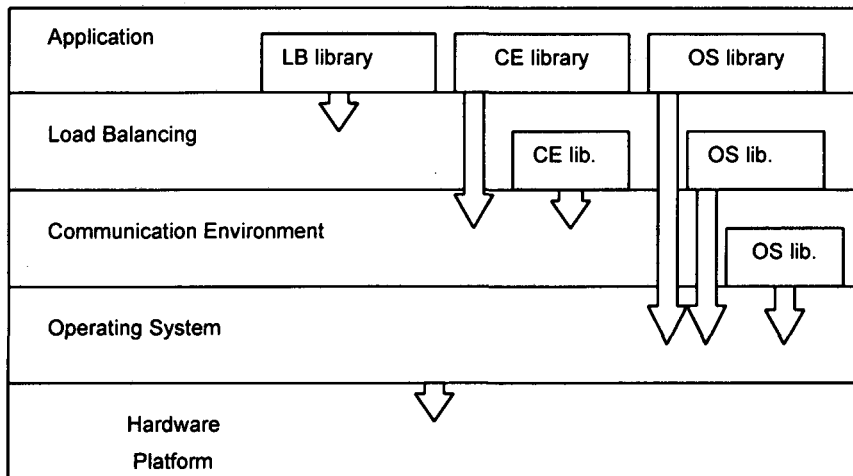 Application
LB library
CE library
OS library
Load Balancing
CE lib.
OS lib.
Communication Environment
OS lib.
Operating System
Hardware
Platform